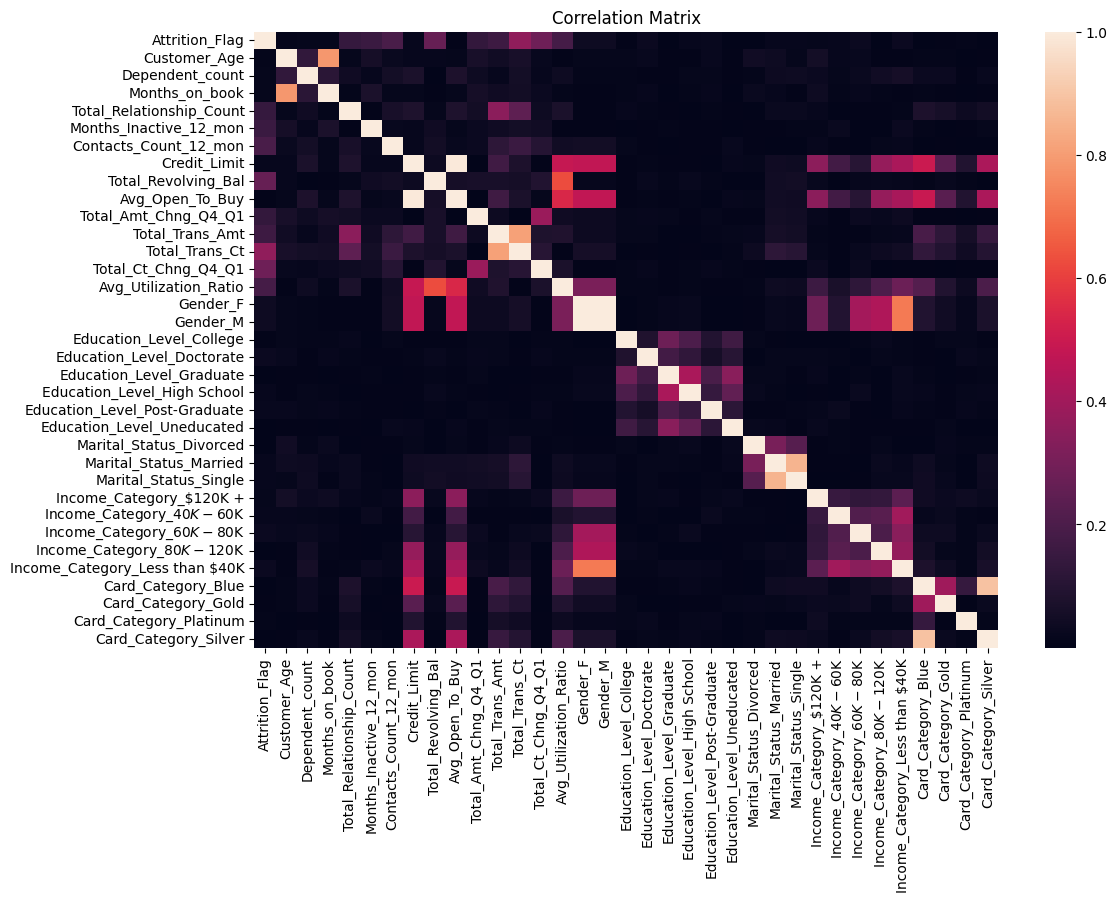 Correlation Matrix
Attrition_Flag
Customer_Age
Dependent_count
Months_on_book
Total_Relationship_Count
Months_Inactive_12_mon
Contacts_Count_12_mon
Credit_Limit
Total_Revolving_Bal
Avg_Open_To_Buy
Total_Amt_Chng_Q4_Q1
Total_Trans_Amt
Total_Trans_Ct
Total_Ct_Chng_Q4_Q1
Avg_Utilization_Ratio
Gender_F
Gender_M
Education_Level_College
Education_Level_Doctorate
Education_Level_Graduate
Education_Level_High School
Education_Level_Post-Graduate
Education_Level_Uneducated
Marital_Status_Divorced
Marital_Status_Married
Marital_Status_Single
Income_Category_$120K +
Income_Category_40K − 60K
Income_Category_60K − 80K
Income_Category_80K − 120K
Income_Category_Less than $40K
Card_Category_Blue
Card_Category_Gold
Card_Category_Platinum
Card_Category_Silver
Attrition_Flag
Customer_Age
Dependent_count
Months_on_book
Total_Relationship_Count
Months_Inactive_12_mon
Contacts_Count_12_mon
Credit_Limit
Total_Revolving_Bal
Avg_Open_To_Buy
Total_Amt_Chng_Q4_Q1
Total_Trans_Amt
Total_Trans_Ct
Total_Ct_Chng_Q4_Q1
Avg_Utilization_Ratio
Gender_F
Gender_M
Education_Level_College
Education_Level_Doctorate
Education_Level_Graduate
Education_Level_High School
Education_Level_Post-Graduate
Education_Level_Uneducated
Marital_Status_Divorced
Marital_Status_Married
Marital_Status_Single
Income_Category_$120K +
Income_Category_40K − 60K
Income_Category_60K − 80K
Income_Category_80K − 120K
Income_Category_Less than $40K
Card_Category_Blue
Card_Category_Gold
Card_Category_Platinum
Card_Category_Silver
1.0
0.8
0.6
0.4
0.2